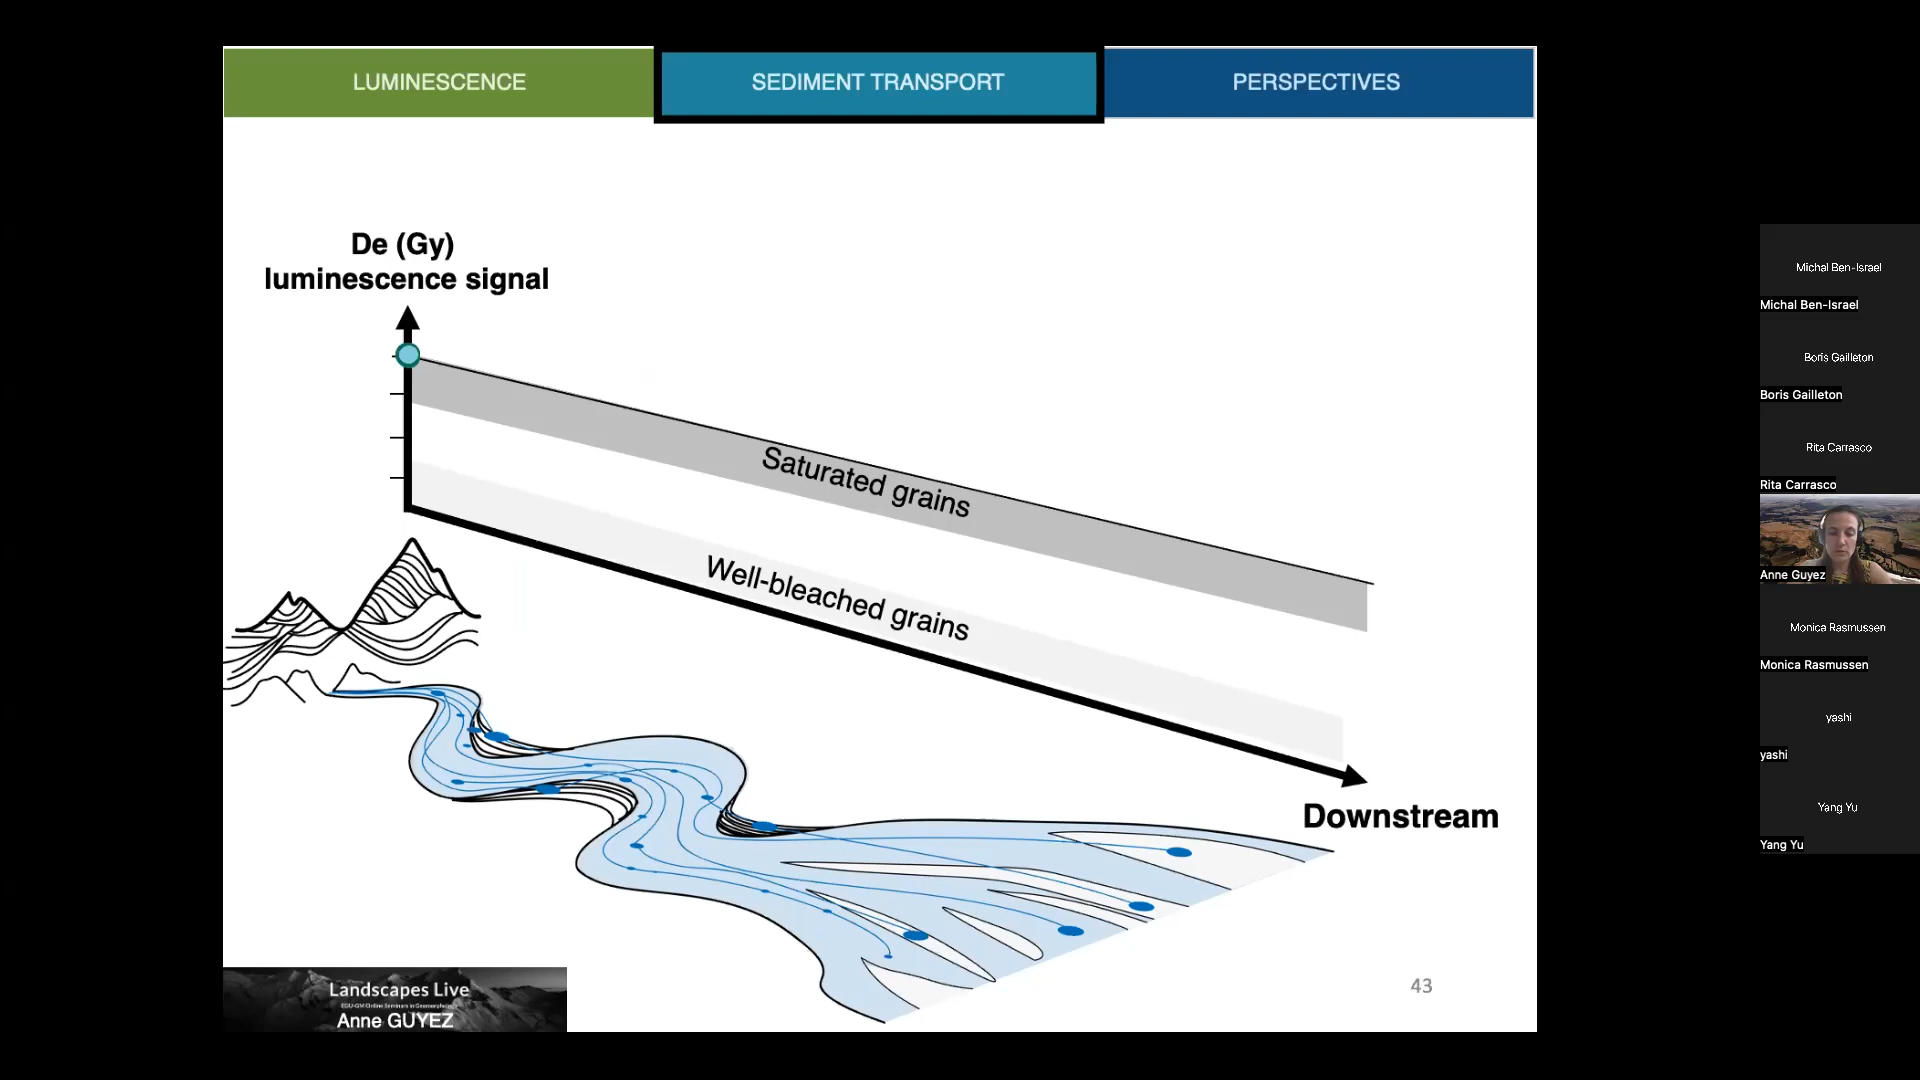 LUMINESCENCE
SEDIMENT TRANSPORT
PERSPECTIVES
De (Gy)
luminescence signal
Saturated grains
Well-bleached grains
Downstream
43
Landscapes Live
EGU-GM Online Seminars in Geomorphology
Anne GUYEZ
Michal Ben-Israel
Michal Ben-Israel
Boris Gailleton
Boris Gailleton
Rita Carrasco
Rita Carrasco
Anne Guyez
Monica Rasmussen
Monica Rasmussen
yashi
yashi
Yang Yu
Yang Yu